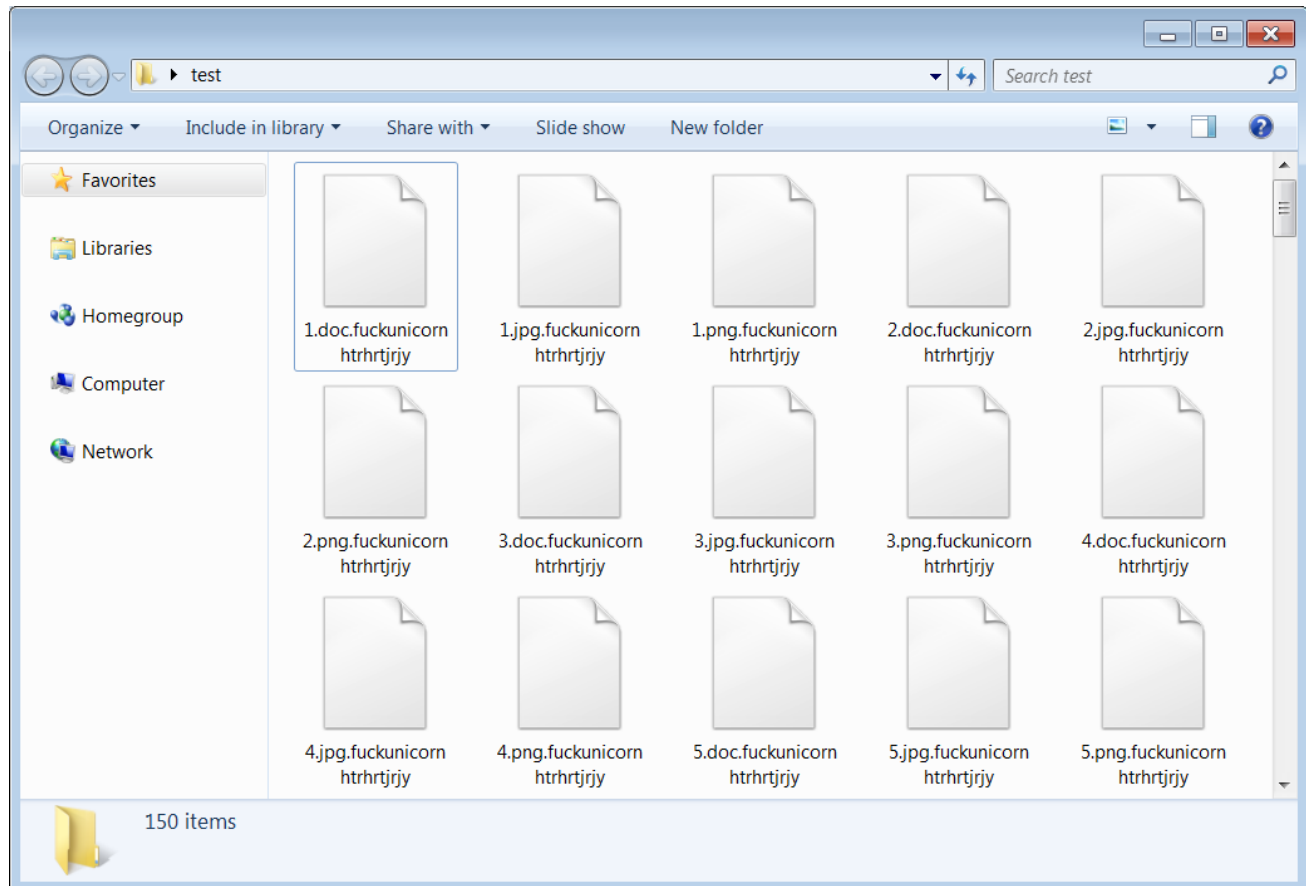 test
Search test
Organize
Include in library
Share with
Slide show
New folder
Favorites
Libraries
Homegroup
Computer
Network
1.doc.fuckunicorn
htrhrtjrjy
1.jpg.fuckunicorn
htrhrtjrjy
1.png.fuckunicorn
htrhrtjrjy
2.doc.fuckunicorn
htrhrtjrjy
2.jpg.fuckunicorn
htrhrtjrjy
2.png.fuckunicorn
htrhrtjrjy
3.doc.fuckunicorn
htrhrtjrjy
3.jpg.fuckunicorn
htrhrtjrjy
3.png.fuckunicorn
htrhrtjrjy
4.doc.fuckunicorn
htrhrtjrjy
4.jpg.fuckunicorn
htrhrtjrjy
4.png.fuckunicorn
htrhrtjrjy
5.doc.fuckunicorn
htrhrtjrjy
5.jpg.fuckunicorn
htrhrtjrjy
5.png.fuckunicorn
htrhrtjrjy
150 items